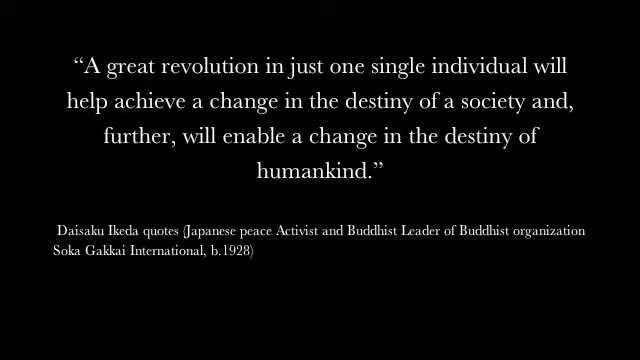 “A great revolution in just one single individual will
help achieve a change in the destiny of a society and,
further, will enable a change in the destiny of
humankind.”
Daisaku Ikeda quotes (Japanese peace Activist and Buddhist Leader of Buddhist organization
Soka Gakkai International, b.1928)